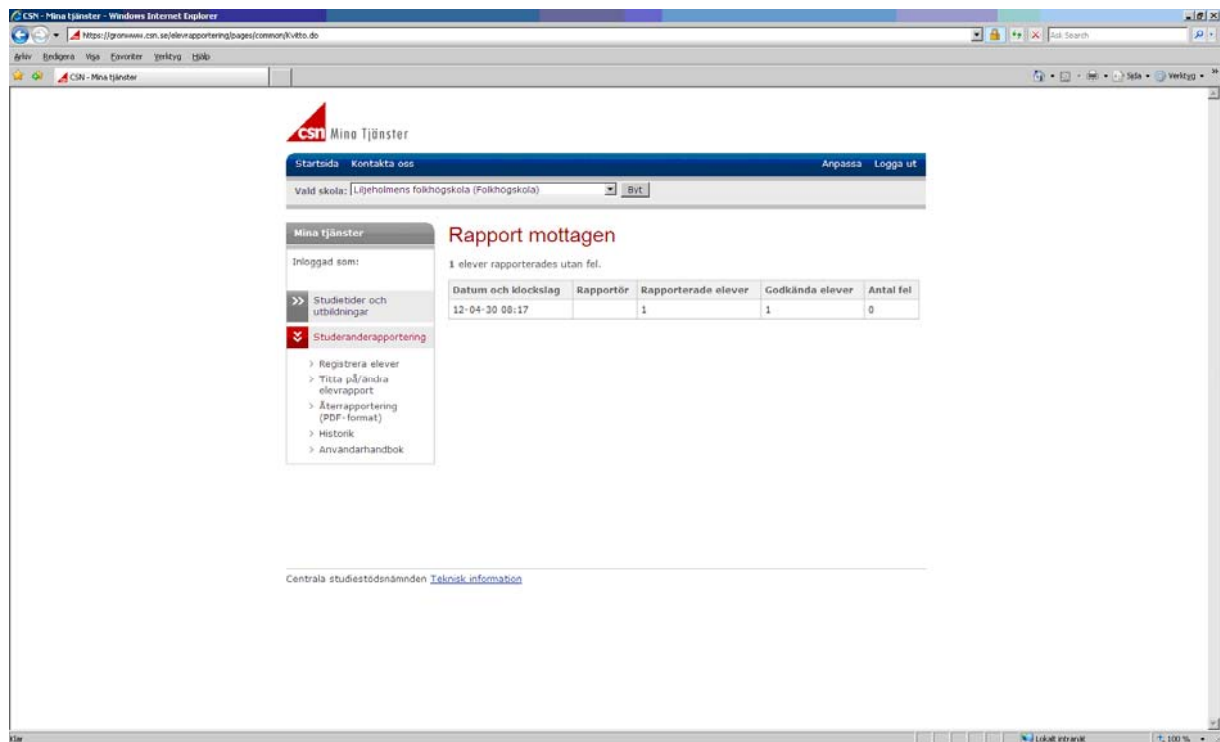 CSN - Mina tjänster - Windows Internet Explorer
https://gronwww.csn.se/elevrapportering/pages/common/Kvitto.do
Ask Search
Arkiv Redigera Visa Favoriter Verktyg Hjälp
CSN - Mina tjänster
Sida Verktyg
csn Mina Tjänster
Startsida Kontakta oss Anpassa Logga ut
Vald skola: Liljeholmens folkhogskola (Folkhogskola) Byt
Mina tjänster
Inloggad som:
Studietider och
utbildningar
Studeranderapportering
Registrera elever
Titta på/ändra
elevrapport
Återrapportering
(PDF-format)
Historik
Användarhandbok
Rapport mottagen
1 elever rapporterades utan fel.
Datum och klockslag Rapportör Rapporterade elever Godkända elever Antal fel
12-04-30 08:17 1 1 0
Centrala studiestödsnämnden Teknisk information
Klar Lokalt intranät 100 %